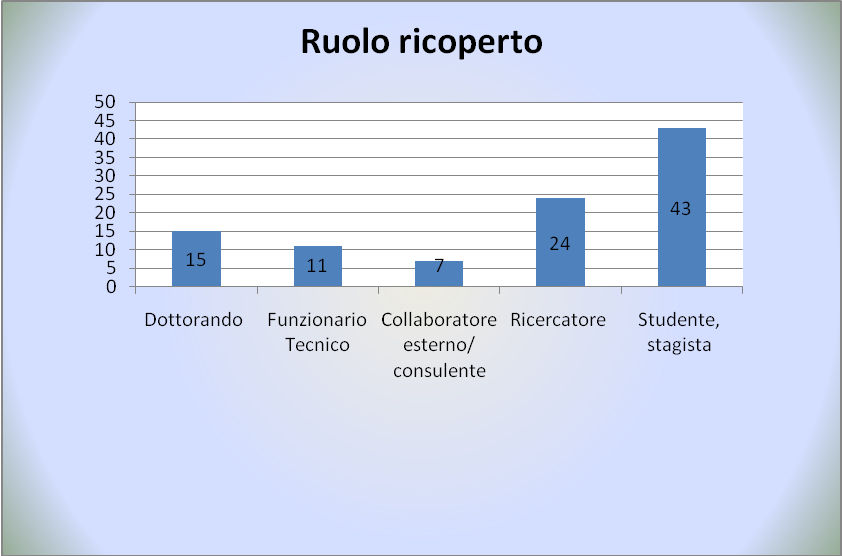 Ruolo ricoperto
50
45
40
35
30
25
20
15
10
5
0
15
11
7
24
43
Dottorando
Funzionario
Tecnico
Collaboratore
esterno/
consulente
Ricercatore
Studente,
stagista